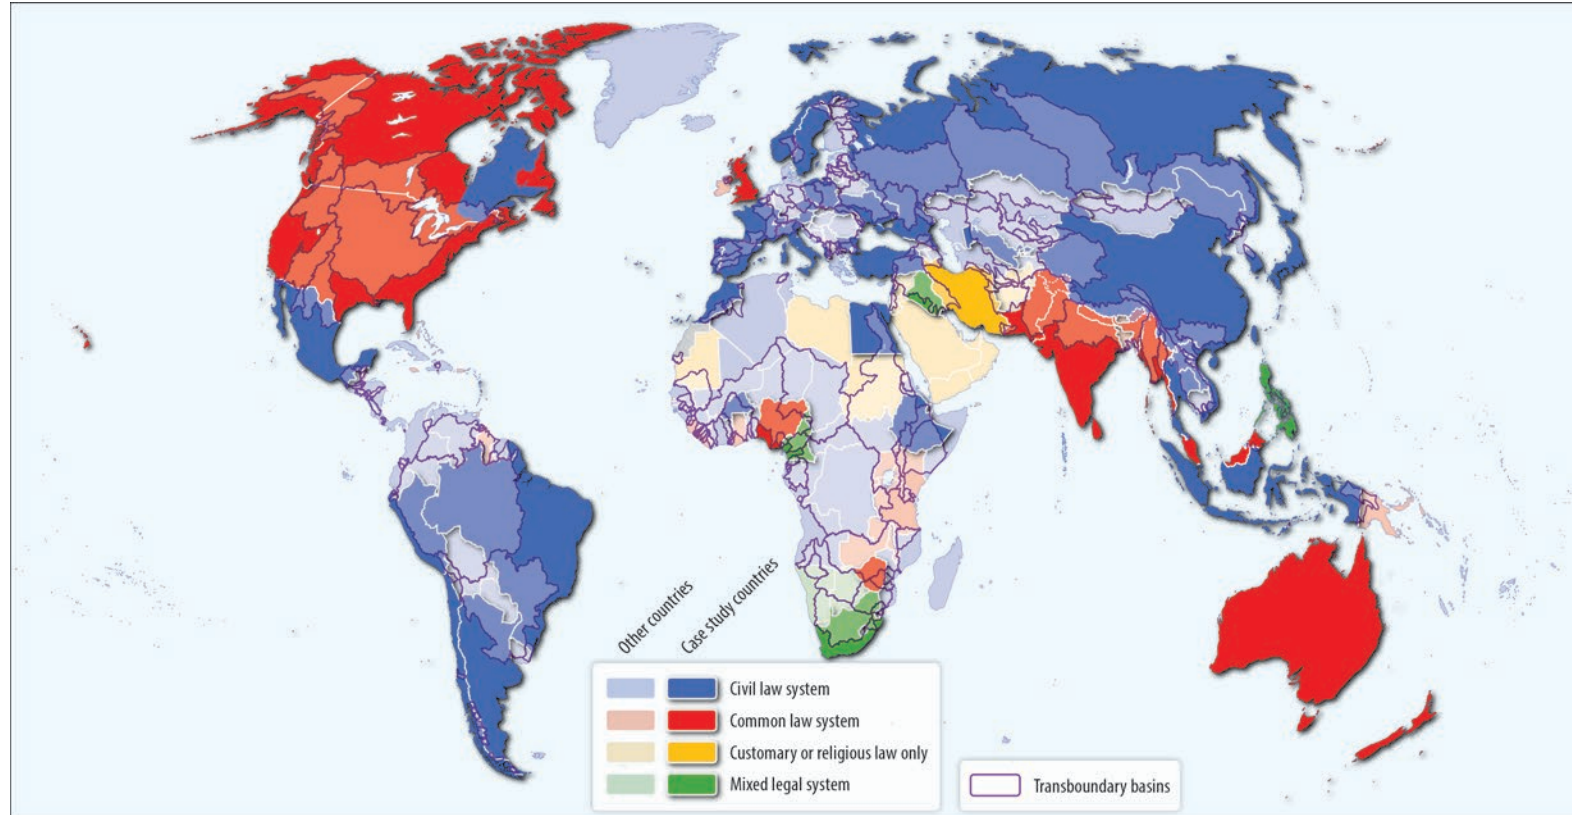 Other countries
Case study countries
Civil law system
Common law system
Customary or religious law only
Mixed legal system
Transboundary basins